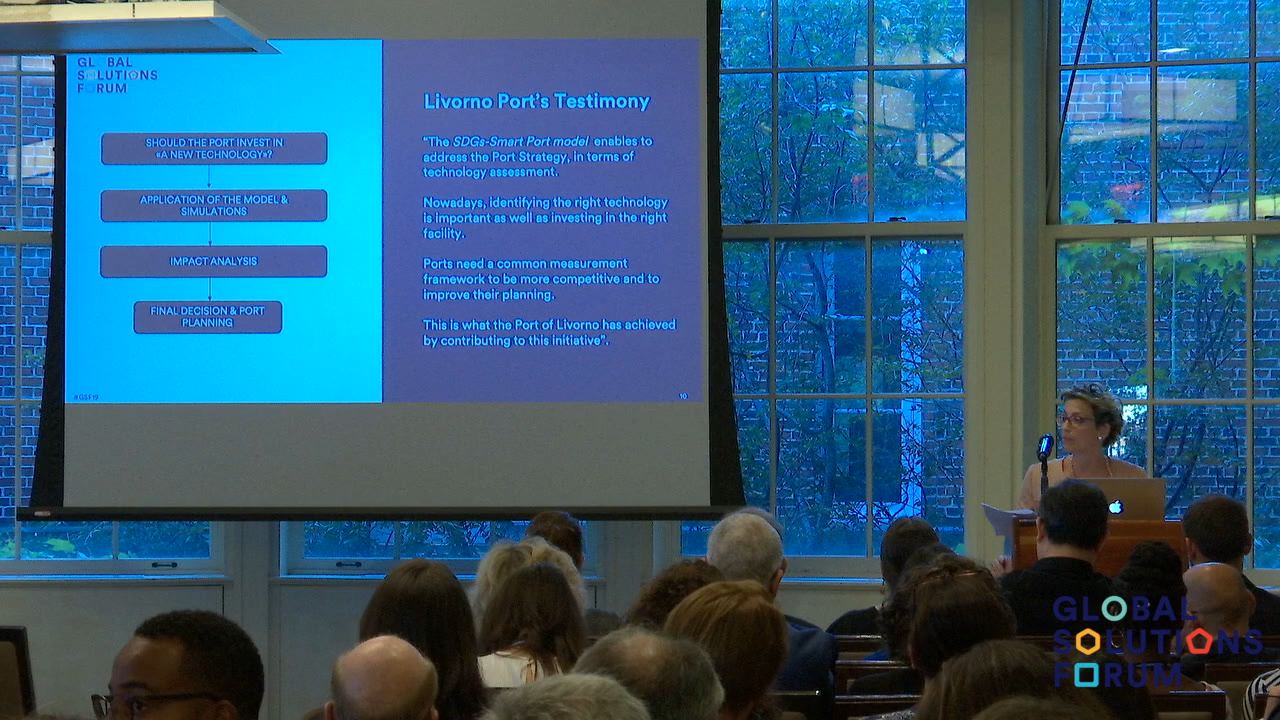 GLOBAL
SOLUTIONS
FORUM
SHOULD THE PORT INVEST IN
«A NEW TECHNOLOGY»?
APPLICATION OF THE MODEL &
SIMULATIONS
IMPACT ANALYSIS
FINAL DECISION & PORT
PLANNING
#GSF19
Livorno Port's Testimony
"The SDGs-Smart Port model enables to
address the Port Strategy, in terms of
technology assessment.
Nowadays, identifying the right technology
is important as well as investing in the right
facility.
Ports need a common measurement
framework to be more competitive and to
improve their planning.
This is what the Port of Livorno has achieved
by contributing to this initiative".
10
GLOBAL
SOLUTIONS
FORUM